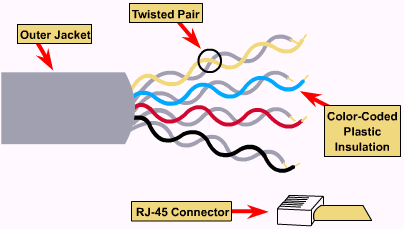 Twisted Pair
Outer Jacket
Color-Coded
Plastic
Insulation
RJ-45 Connector